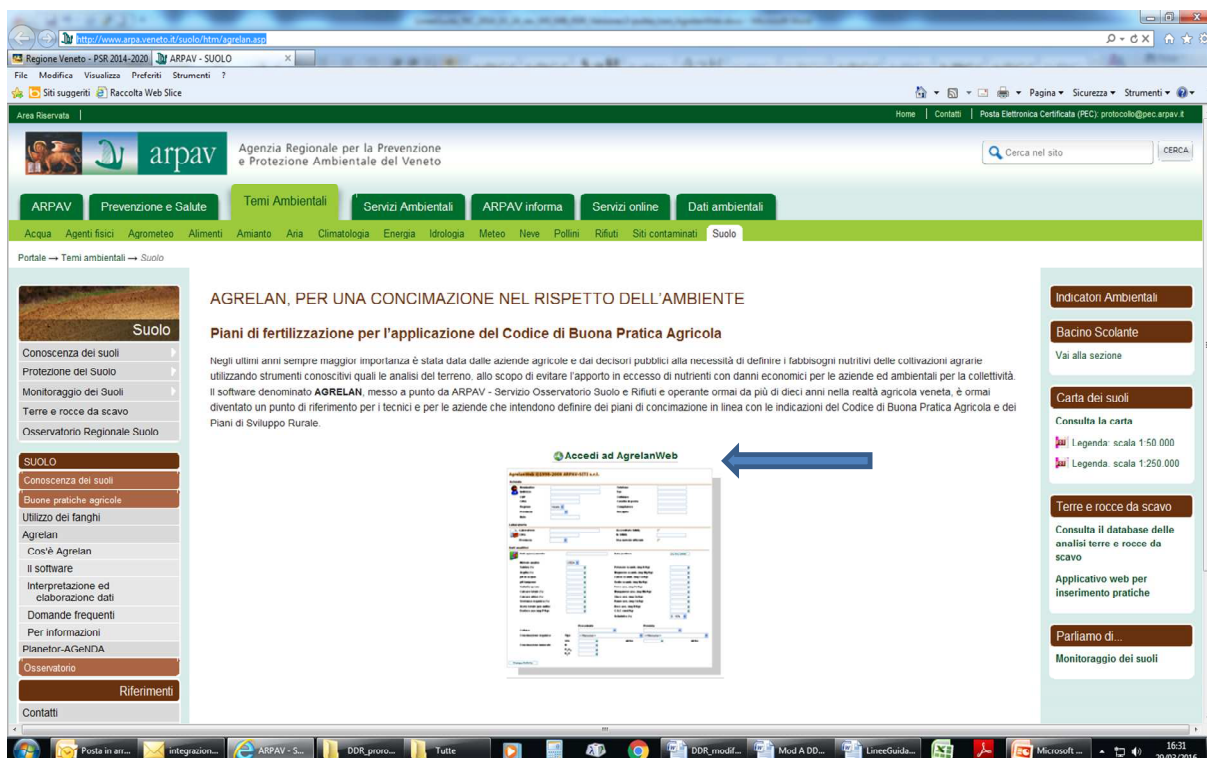 http://www.arpa.veneto.it/suolo/htm/agrelan.asp
Regione Veneto - PSR 2014-2020
ARPAV - SUOLO
File Modifica Visualizza Preferiti Strumenti ?
Siti suggeriti Raccolta Web Slice
Pagina Sicurezza Strumenti
Area Riservata
Home Contatti Posta Elettronica Certificata (PEC): protocollo@pec.arpav.it
arpav
Agenzia Regionale per la Prevenzione
e Protezione Ambientale del Veneto
Cerca nel sito
CERCA
ARPAV Prevenzione e Salute Temi Ambientali Servizi Ambientali ARPAV informa Servizi online Dati ambientali
Acqua Agenti fisici Agrometeo Alimenti Amianto Aria Climatologia Energia Idrologia Meteo Neve Pollini Rifiuti Siti contaminati Suolo
Portale → Temi ambientali → Suolo
Suolo
Conoscenza dei suoli
Protezione del Suolo
Monitoraggio dei Suoli
Terre e rocce da scavo
Osservatorio Regionale Suolo
SUOLO
Conoscenza dei suoli
Buone pratiche agricole
Utilizzo dei fanghi
Agrelan
Cos'è Agrelan
Il software
Interpretazione ed
elaborazione dati
Domande frequenti
Per informazioni
Planetor-AGeNDA
Osservatorio
Riferimenti
Contatti
AGRELAN, PER UNA CONCIMAZIONE NEL RISPETTO DELL'AMBIENTE
Piani di fertilizzazione per l'applicazione del Codice di Buona Pratica Agricola
Negli ultimi anni sempre maggior importanza è stata data dalle aziende agricole e dai decisori pubblici alla necessità di definire i fabbisogni nutritivi delle coltivazioni agrarie
utilizzando strumenti conoscitivi quali le analisi del terreno, allo scopo di evitare l'apporto in eccesso di nutrienti con danni economici per le aziende ed ambientali per la collettività.
Il software denominato AGRELAN, messo a punto da ARPAV - Servizio Osservatorio Suolo e Rifiuti e operante ormai da più di dieci anni nella realtà agricola veneta, è ormai
diventato un punto di riferimento per i tecnici e per le aziende che intendono definire dei piani di concimazione in linea con le indicazioni del Codice di Buona Pratica Agricola e dei
Piani di Sviluppo Rurale.
Accedi ad AgrelanWeb
Indicatori Ambientali
Bacino Scolante
Vai alla sezione
Carta dei suoli
Consulta la carta
Legenda: scala 1:50.000
Legenda: scala 1:250.000
Terre e rocce da scavo
Consulta il database delle
analisi terre e rocce da
scavo
Applicativo web per
inserimento pratiche
Parliamo di...
Monitoraggio dei suoli
Posta in arr... integrazion... ARPAV - S... DDR_proro... Tutte DDR_modif... Mod A DD... LineeGuida... Microsoft ...
16:31